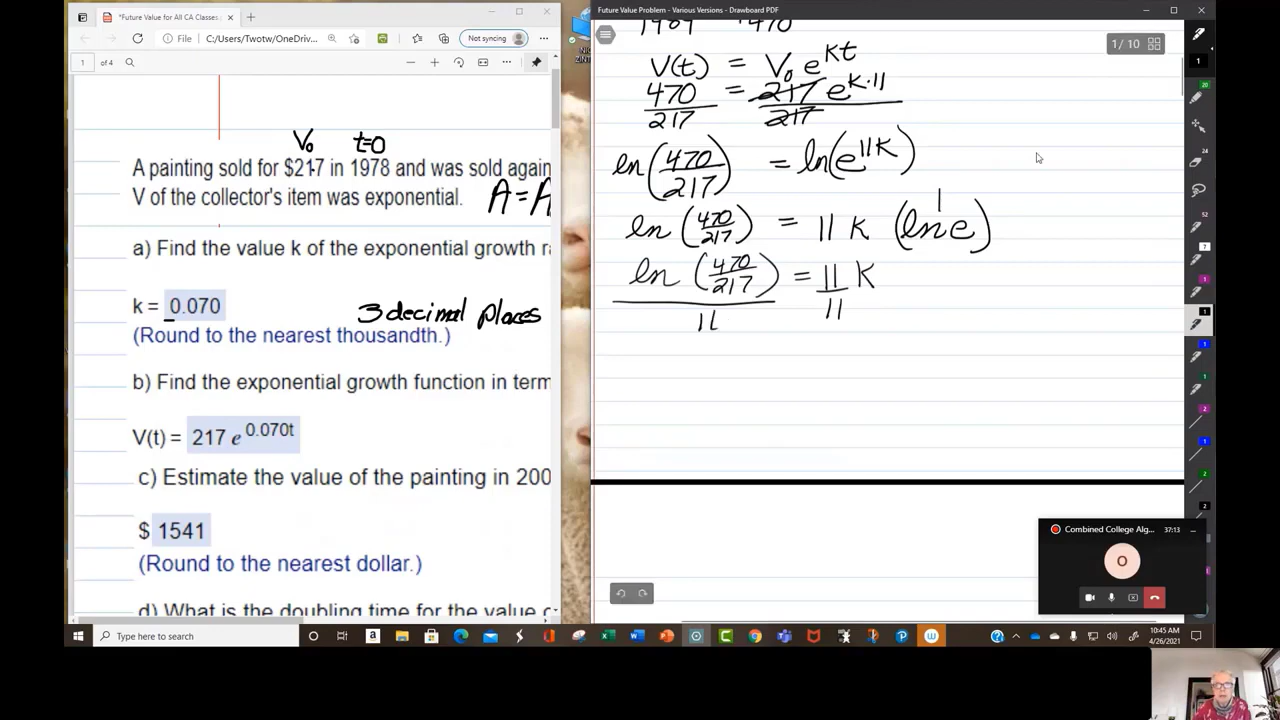 *Future Value for All CA Classes
File
C:/Users/Twotw/OneDriv...
Not syncing
1 of 4
V₀ t=0
A painting sold for $217 in 1978 and was sold again
V of the collector's item was exponential.
A = A
a) Find the value k of the exponential growth ra
k = 0.070
3 decimal places
(Round to the nearest thousandth.)
b) Find the exponential growth function in term
V(t) = 217 e^0.070t
c) Estimate the value of the painting in 200
$ 1541
(Round to the nearest dollar.)
d) What is the doubling time for the value o
Future Value Problem - Various Versions - Drawboard PDF
1/10
1989 $470
V(t) = V₀ e^kt
470/217 = 217 e^k·11 / 217
ln(470/217) = ln(e^11k)
ln(470/217) = 11 k (ln e) 1
ln(470/217) / 11 = 11 k / 11
Combined College Alg... 37:13
O
Type here to search
10:45 AM
4/26/2021